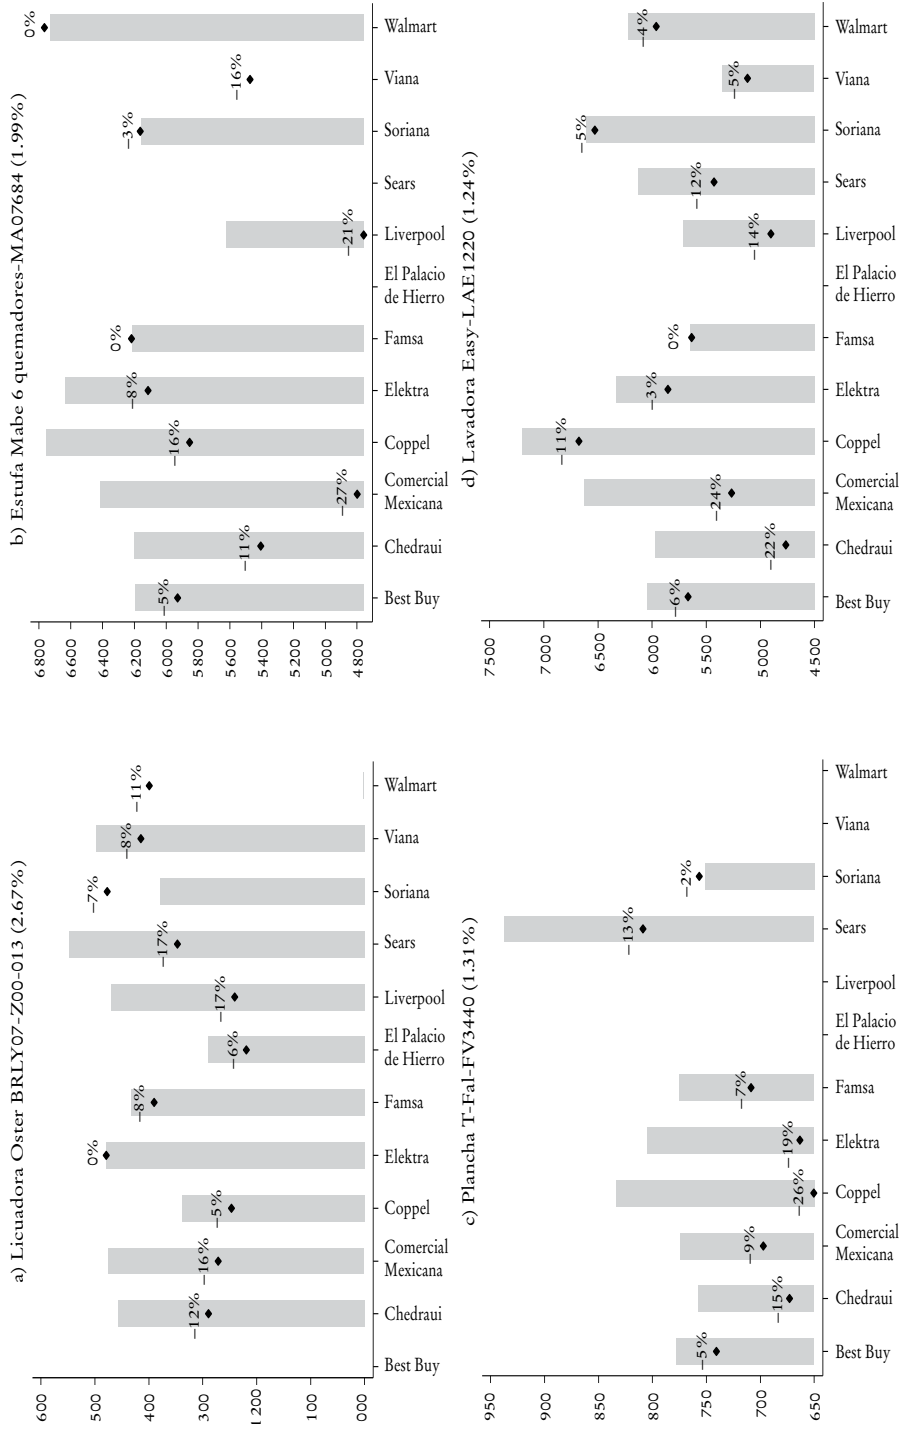 a) Licuadora Oster BRLY07-Z00-013 (2.67%)
600
500
400
300
1 200
100
000
—12%
—16%
—5%
0%
—8%
—6%
—17%
—17%
—7%
—8%
—11%
Best Buy
Chedraui
Comercial
Mexicana
Coppel
Elektra
Famsa
El Palacio
de Hierro
Liverpool
Sears
Soriana
Viana
Walmart
b) Estufa Mabe 6 quemadores-MA07684 (1.99%)
6 800
6 600
6 400
6 200
6 000
5 800
5 600
5 400
5 200
5 000
4 800
—5%
—11%
—27%
—16%
—8%
0%
—21%
—3%
—16%
0%
Best Buy
Chedraui
Comercial
Mexicana
Coppel
Elektra
Famsa
El Palacio
de Hierro
Liverpool
Sears
Soriana
Viana
Walmart
c) Plancha T-Fal-FV3440 (1.31%)
950
900
850
800
750
700
650
—5%
—15%
—9%
—26%
—19%
—7%
—13%
—2%
Best Buy
Chedraui
Comercial
Mexicana
Coppel
Elektra
Famsa
El Palacio
de Hierro
Liverpool
Sears
Soriana
Viana
Walmart
d) Lavadora Easy-LAE1220 (1.24%)
7 500
7 000
6 500
6 000
5 500
5 000
4 500
—6%
—22%
—24%
—11%
—3%
0%
—14%
—12%
—5%
—5%
—4%
Best Buy
Chedraui
Comercial
Mexicana
Coppel
Elektra
Famsa
El Palacio
de Hierro
Liverpool
Sears
Soriana
Viana
Walmart